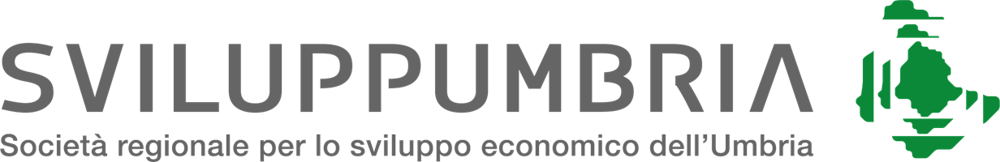 SVILUPPUMBRIA
Società regionale per lo sviluppo economico dell'Umbria